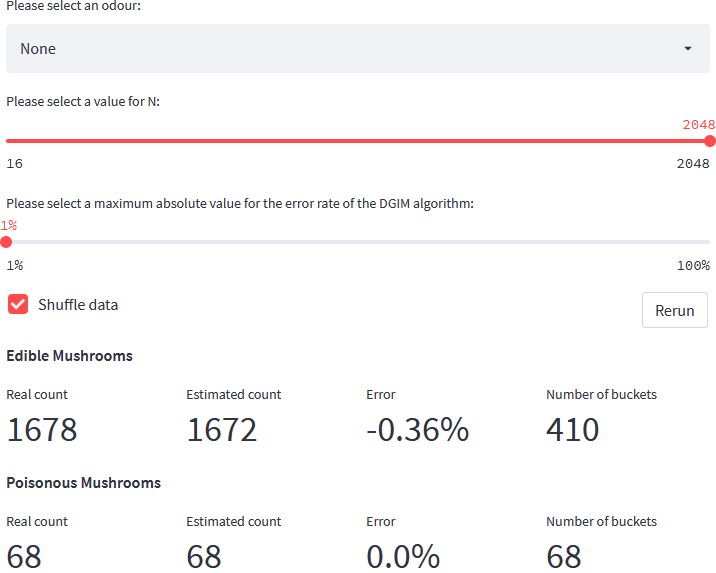 Please select an odour:
None
Please select a value for N:
2048
16 2048
Please select a maximum absolute value for the error rate of the DGIM algorithm:
1%
1% 100%
Shuffle data Rerun
Edible Mushrooms
Real count Estimated count Error Number of buckets
1678 1672 -0.36% 410
Poisonous Mushrooms
Real count Estimated count Error Number of buckets
68 68 0.0% 68